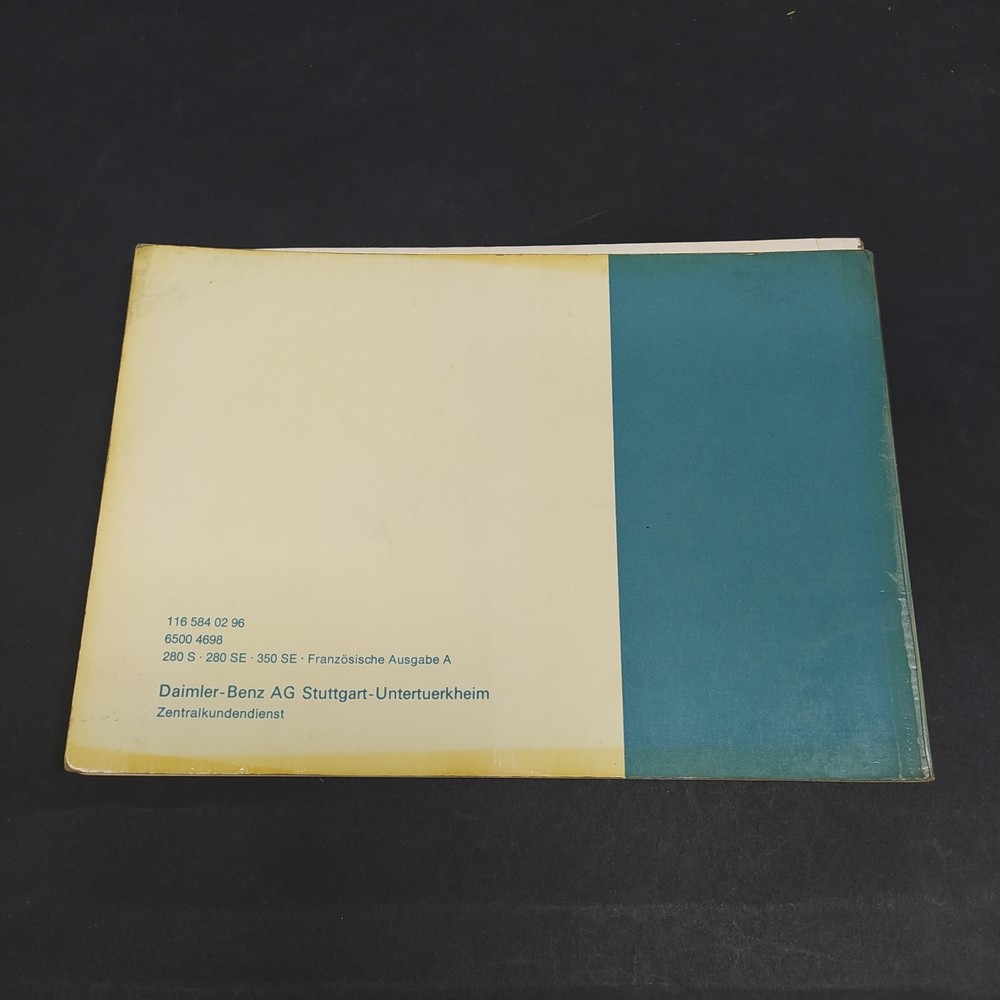 116 584 02 96
6500 4698
280 S · 280 SE · 350 SE · Französische Ausgabe A
Daimler-Benz AG Stuttgart-Untertuerkheim
Zentralkundendienst